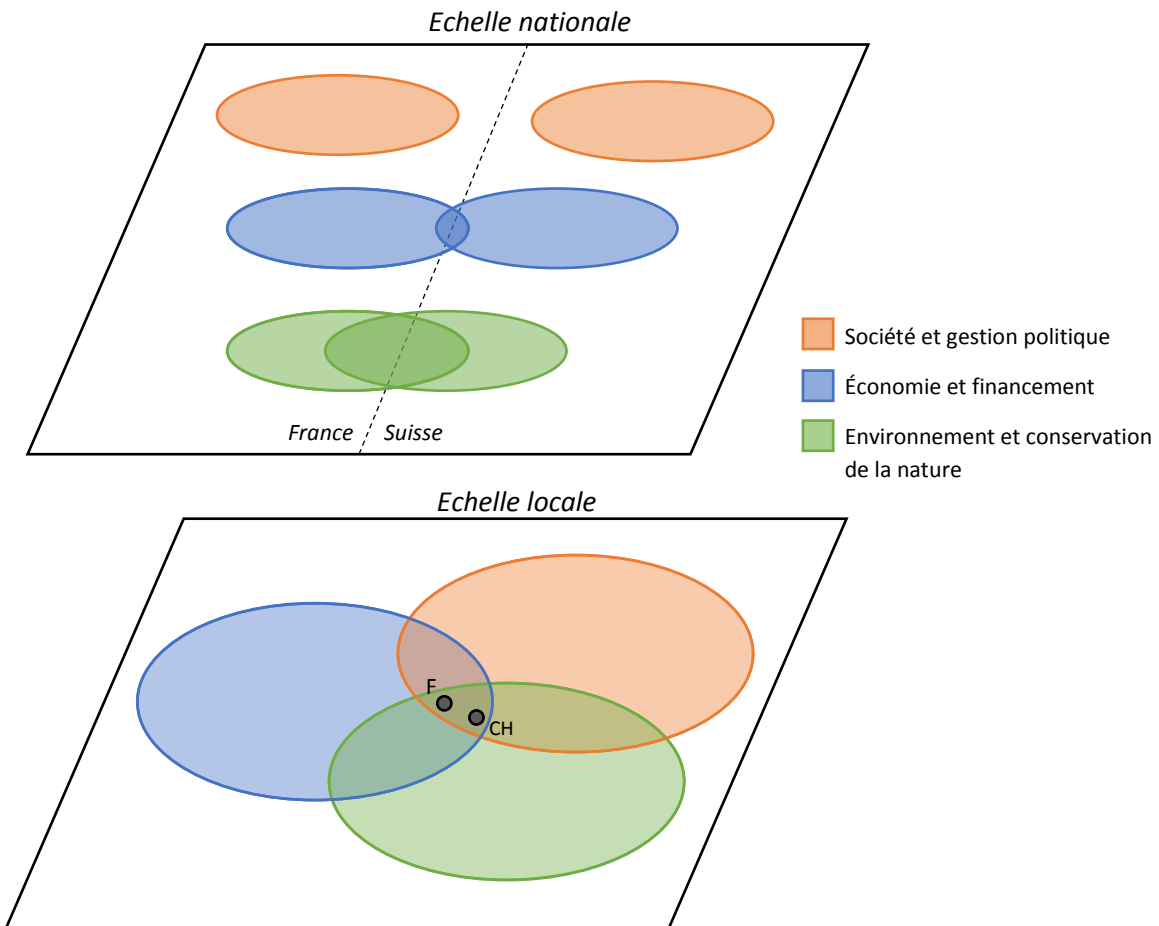 Echelle nationale
France
Suisse
Société et gestion politique
Économie et financement
Environnement et conservation
de la nature
Echelle locale
F
CH